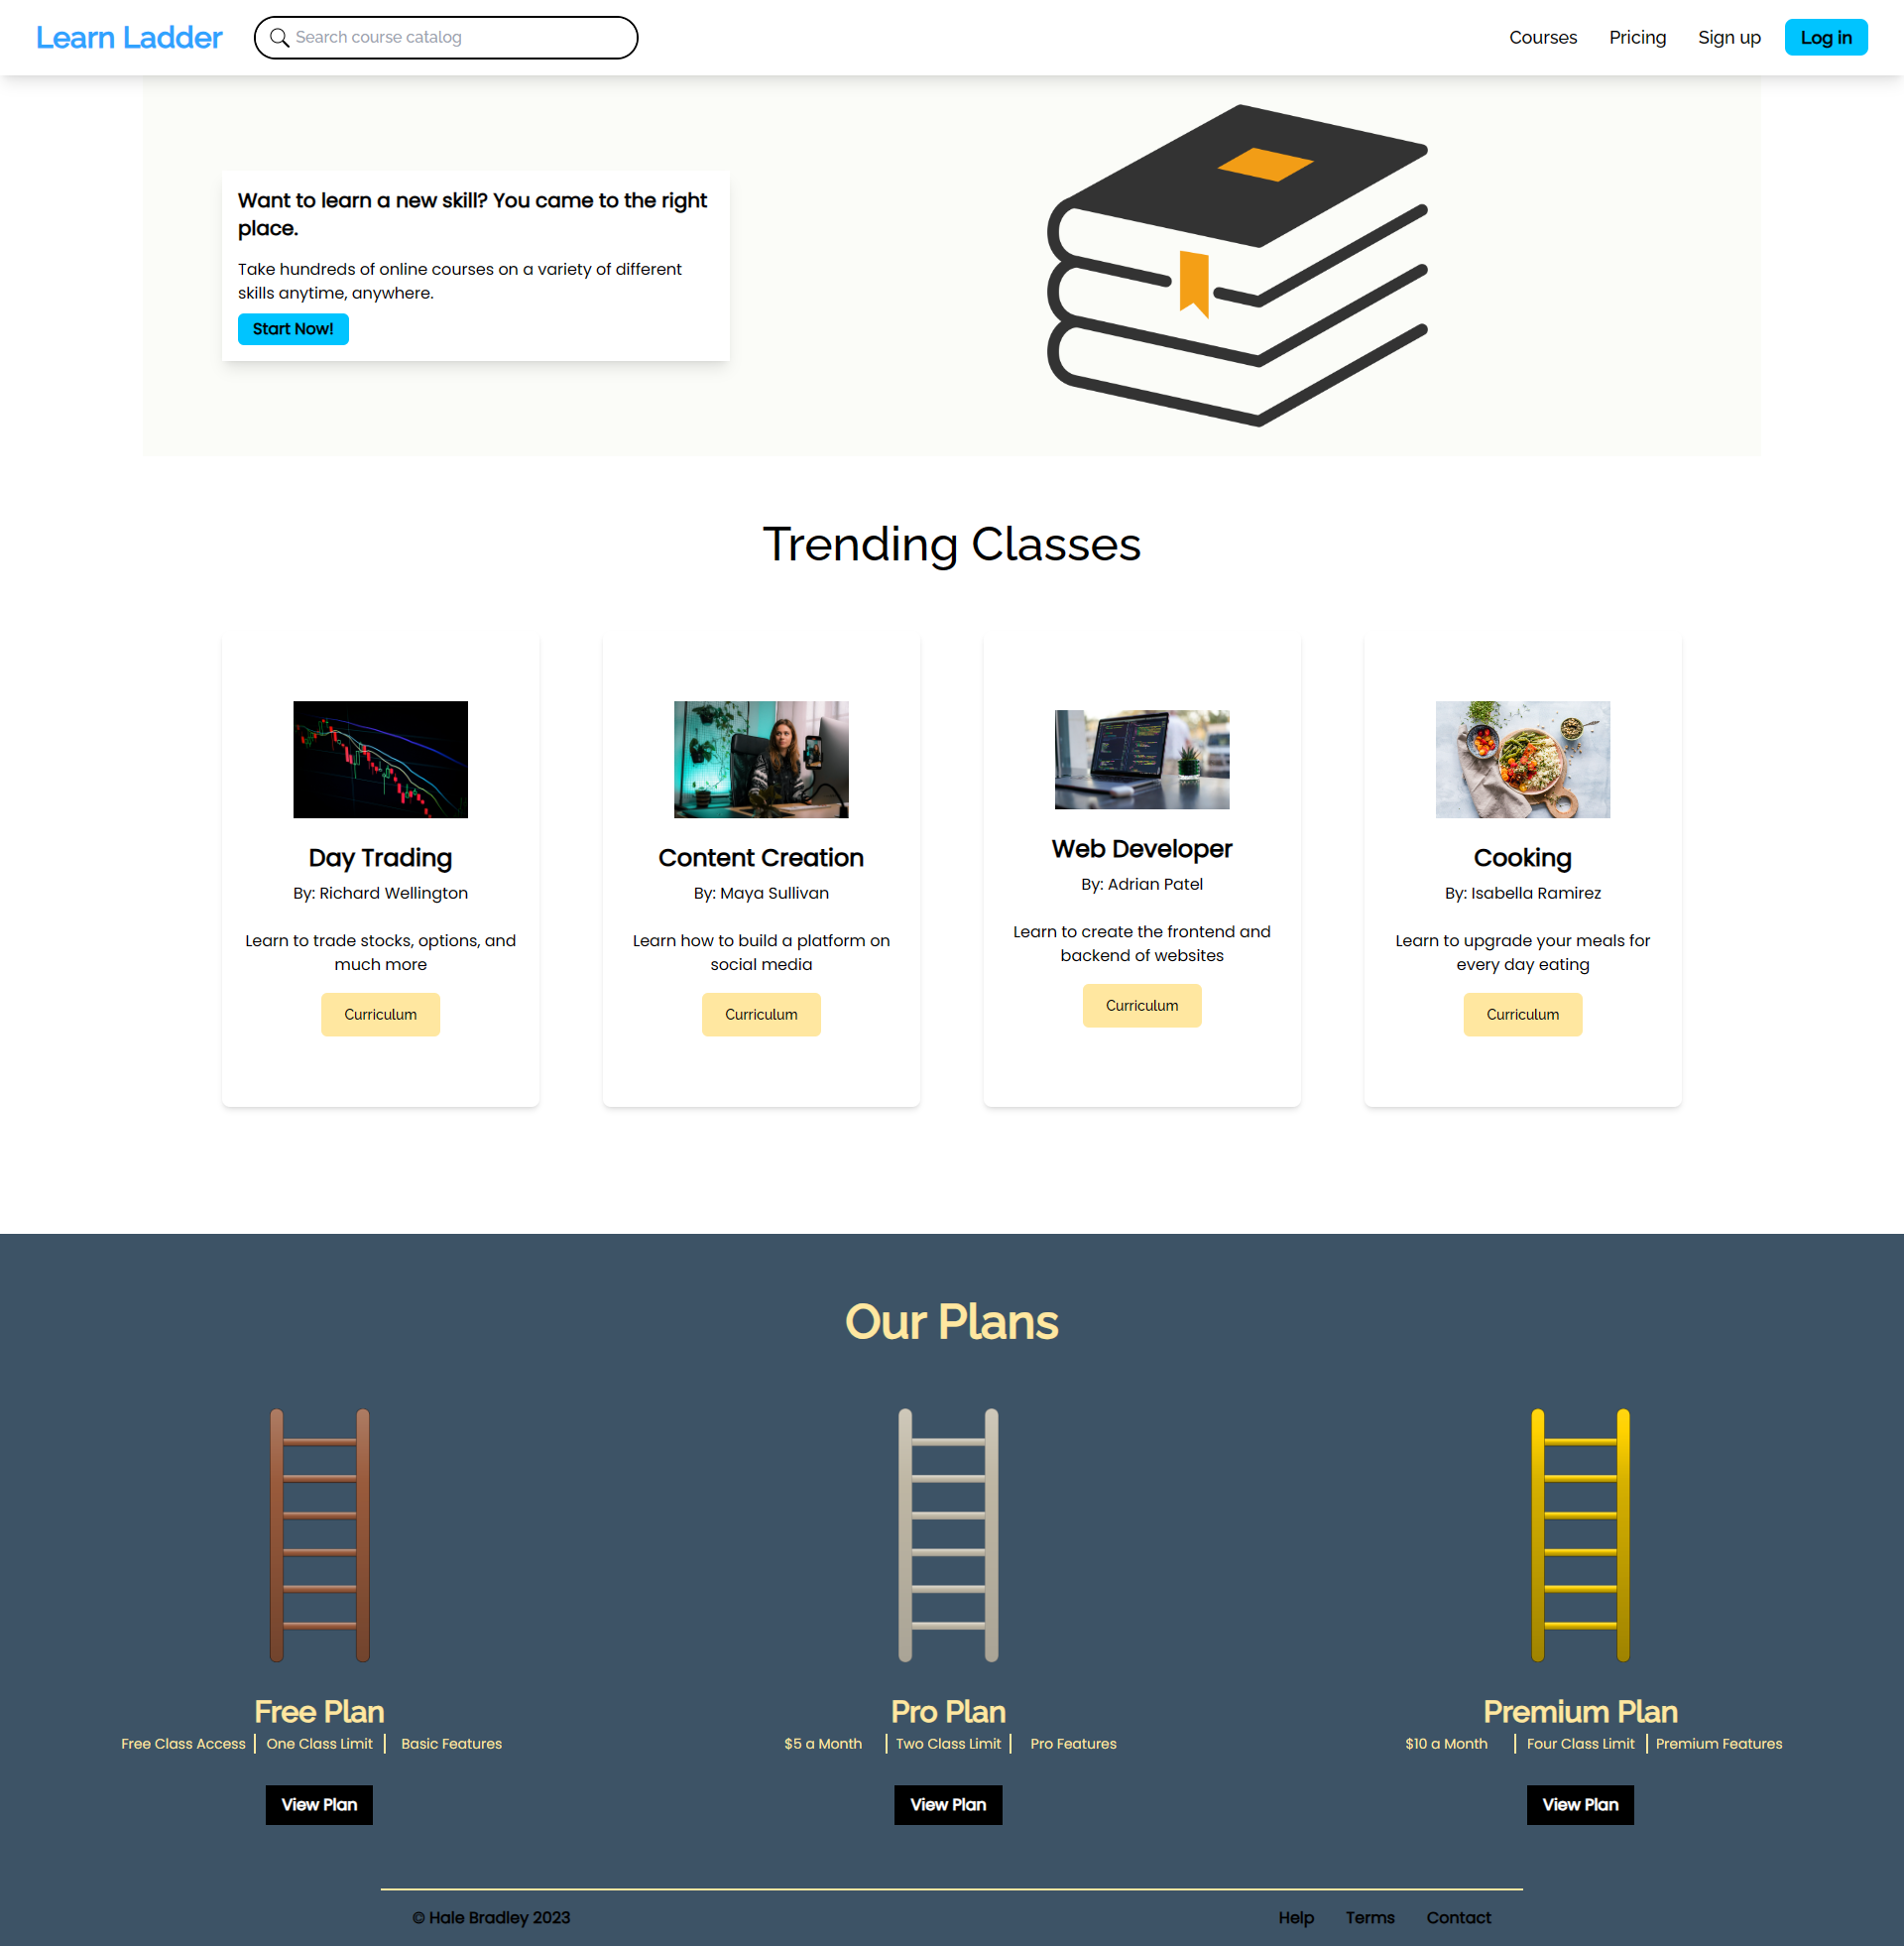 Learn Ladder
Search course catalog
Courses
Pricing
Sign up
Log in
Want to learn a new skill? You came to the right
place.
Take hundreds of online courses on a variety of different
skills anytime, anywhere.
Start Now!
Trending Classes
Day Trading
By: Richard Wellington
Learn to trade stocks, options, and
much more
Curriculum
Content Creation
By: Maya Sullivan
Learn how to build a platform on
social media
Curriculum
Web Developer
By: Adrian Patel
Learn to create the frontend and
backend of websites
Curriculum
Cooking
By: Isabella Ramirez
Learn to upgrade your meals for
every day eating
Curriculum
Our Plans
Free Plan
Free Class Access
One Class Limit
Basic Features
View Plan
Pro Plan
$5 a Month
Two Class Limit
Pro Features
View Plan
Premium Plan
$10 a Month
Four Class Limit
Premium Features
View Plan
© Hale Bradley 2023
Help
Terms
Contact